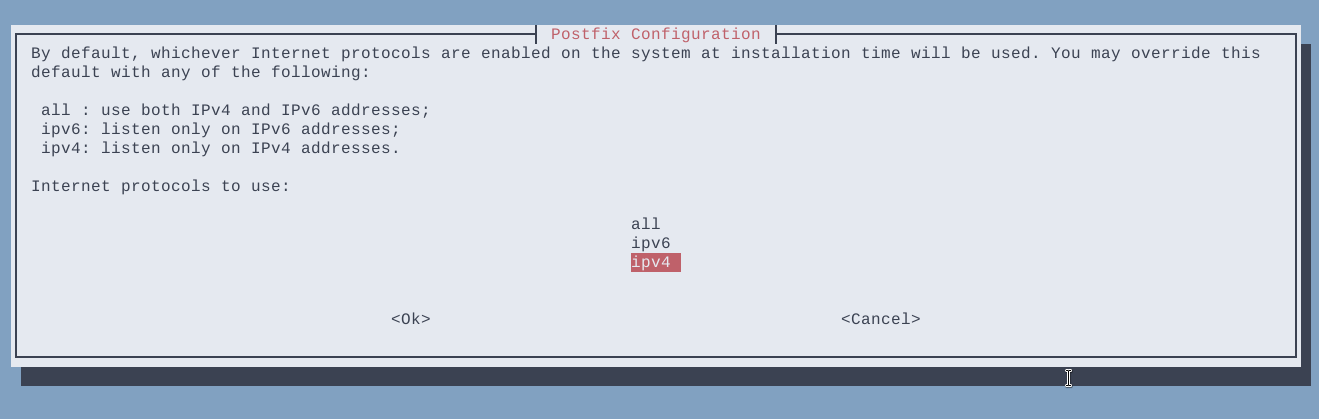 Postfix Configuration
By default, whichever Internet protocols are enabled on the system at installation time will be used. You may override this
default with any of the following:
all : use both IPv4 and IPv6 addresses;
ipv6: listen only on IPv6 addresses;
ipv4: listen only on IPv4 addresses.
Internet protocols to use:
all
ipv6
ipv4
<Ok> <Cancel>